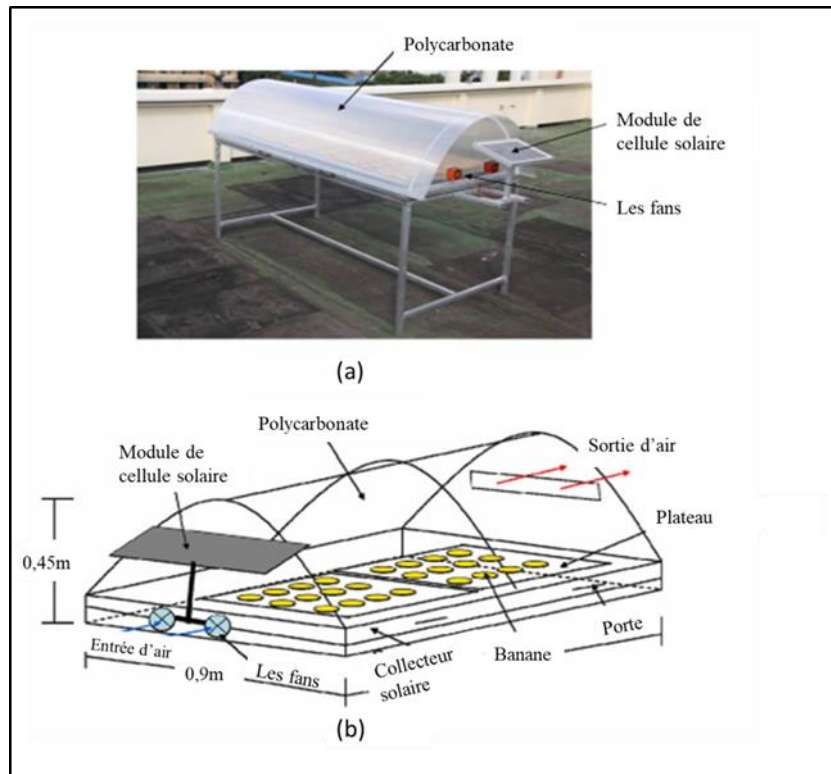 Polycarbonate
Module de
cellule solaire
Les fans
(a)
Polycarbonate
Module de
cellule solaire
Sortie d’air
Plateau
0,45m
Entrée d’air
0,9m
Les fans
Collecteur
solaire
Banane
Porte
(b)